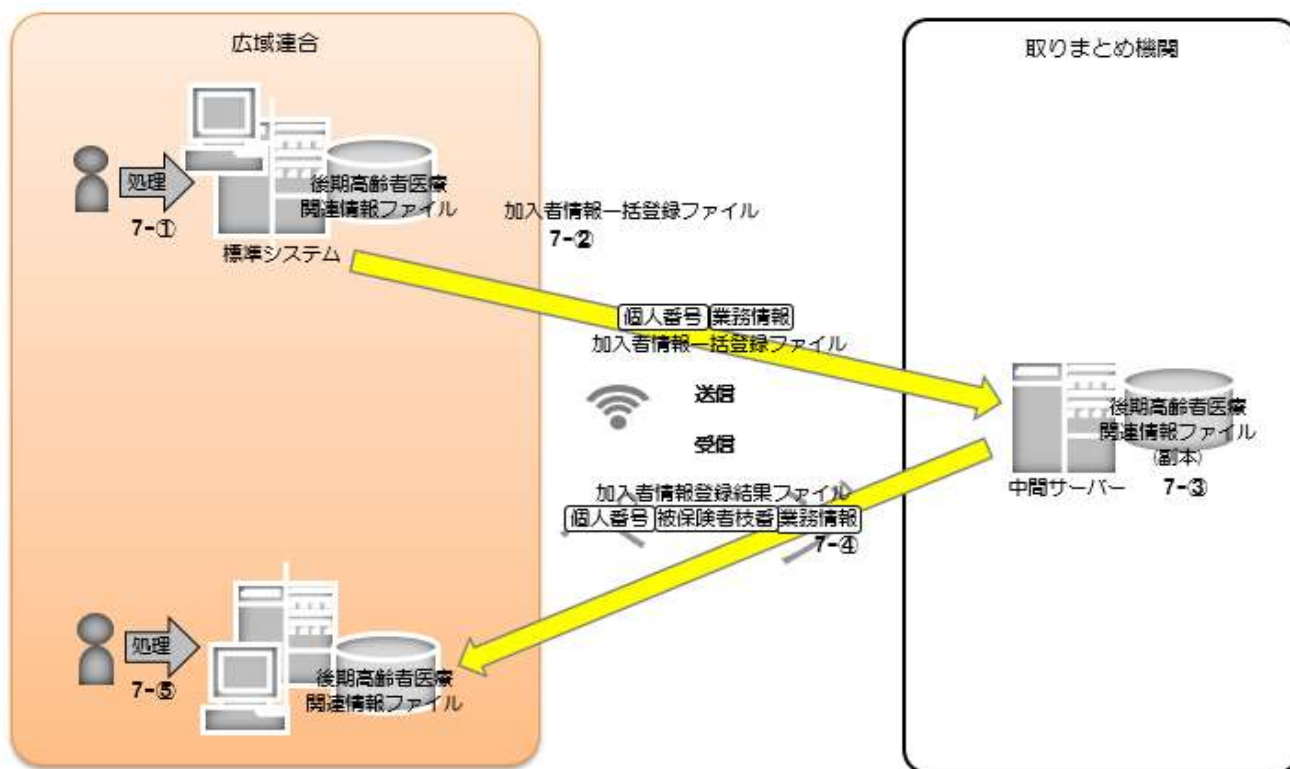 広域連合
取りまとめ機関
処理
7-①
後期高齢者医療
関連情報ファイル
標準システム
加入者情報一括登録ファイル
7-②
個人番号 業務情報
加入者情報一括登録ファイル
送信
受信
後期高齢者医療
関連情報ファイル
(副本)
中間サーバー
7-③
加入者情報登録結果ファイル
個人番号 被保険者枝番 業務情報
7-④
処理
7-⑤
後期高齢者医療
関連情報ファイル